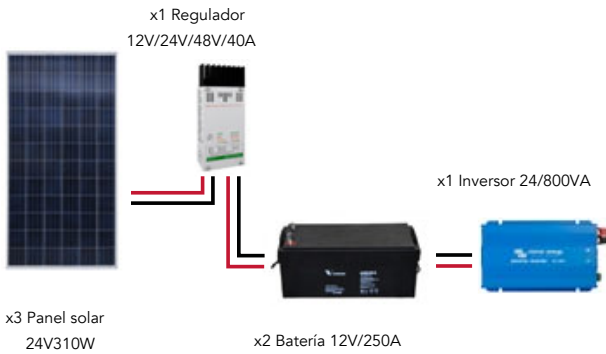 x1 Regulador
12V/24V/48V/40A
x1 Inversor 24/800VA
x3 Panel solar
24V310W
x2 Batería 12V/250A